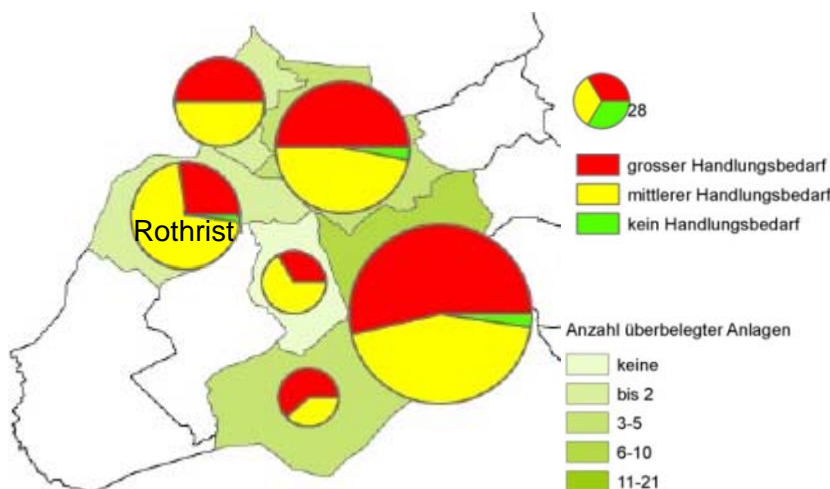 28
grosser Handlungsbedarf
mittlerer Handlungsbedarf
kein Handlungsbedarf
Rothrist
Anzahl überbelegter Anlagen
keine
bis 2
3-5
6-10
11-21